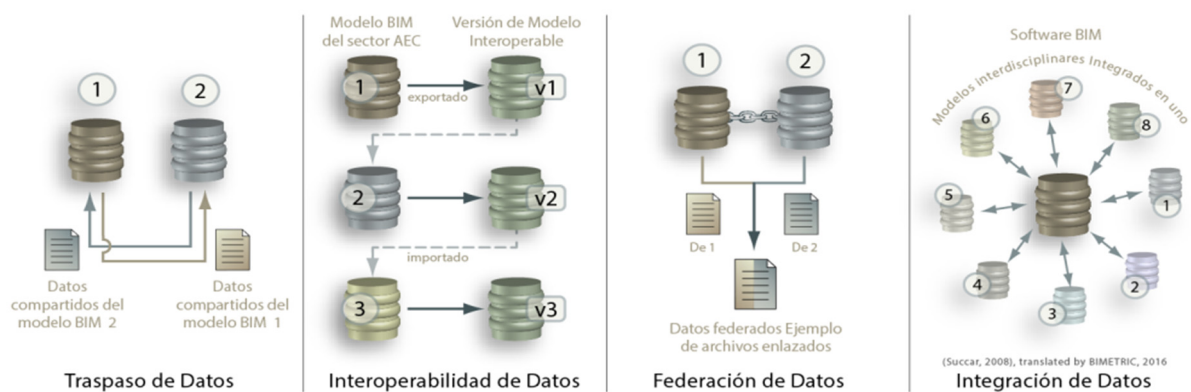 1
2
Datos
compartidos del
modelo BIM 2
Datos
compartidos del
modelo BIM 1
Traspaso de Datos
Modelo BIM
del sector AEC
Versión de Modelo
Interoperable
1
exportado
v1
2
v2
importado
3
v3
Interoperabilidad de Datos
1
2
De 1
De 2
Datos federados Ejemplo
de archivos enlazados
Federación de Datos
Software BIM
Modelos interdisciplinares Integrados en uno
7
6
8
5
1
4
2
3
(Succar, 2008), translated by BIMETRIC, 2016
Integración de Datos